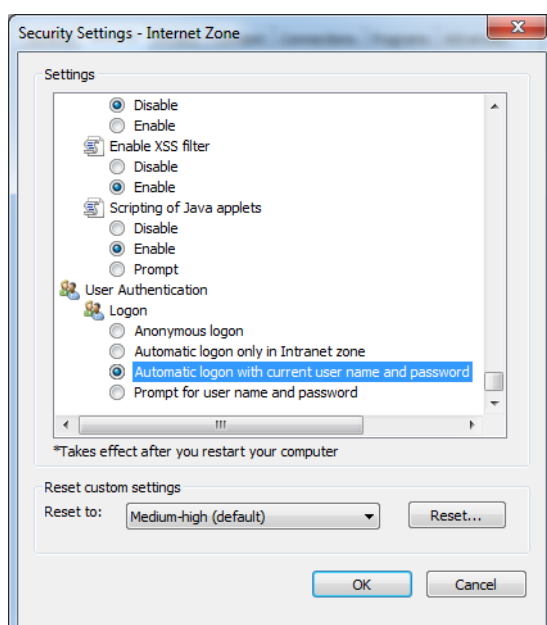 Security Settings - Internet Zone
Settings
Disable
Enable
Enable XSS filter
Disable
Enable
Scripting of Java applets
Disable
Enable
Prompt
User Authentication
Logon
Anonymous logon
Automatic logon only in Intranet zone
Automatic logon with current user name and password
Prompt for user name and password
*Takes effect after you restart your computer
Reset custom settings
Reset to: Medium-high (default) Reset...
OK Cancel